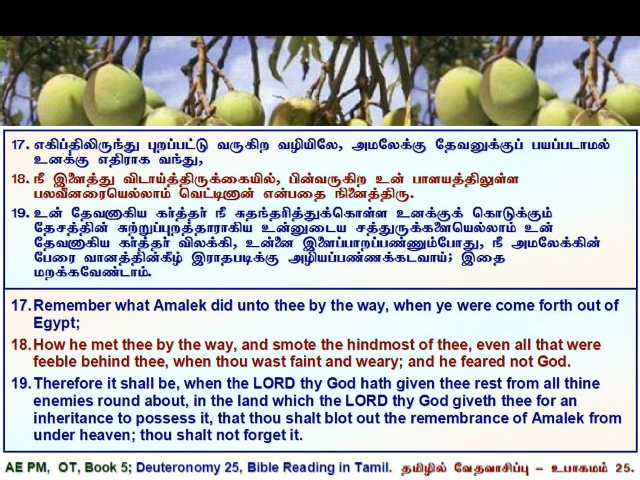 17. எகிப்திலிருந்து புறப்பட்டு வருகிற வழியிலே, அமலேக்கு தேவனுக்குப் பயப்படாமல்
உனக்கு எதிராக வந்து,
18. நீ இளைத்து விடாய்த்திருக்கையில், பின்வருகிற உன் பாளயத்திலுள்ள
பலவீனரையெல்லாம் வெட்டினான் என்பதை நினைத்திரு.
19. உன் தேவனாகிய கர்த்தர் நீ சுதந்தரித்துக்கொள்ள உனக்குக் கொடுக்கும்
தேசத்தின் சுற்றுப்புறத்தாராகிய உன்னுடைய சத்துருக்களையெல்லாம் உன்
தேவனாகிய கர்த்தர் விலக்கி, உன்னை இளைப்பாறப்பண்ணும்போது, நீ அமலேக்கின்
பேரை வானத்தின்கீழ் இராதபடிக்கு அழியப்பண்ணக்கடவாய்; இதை
மறக்கவேண்டாம்.
17. Remember what Amalek did unto thee by the way, when ye were come forth out of
Egypt;
18. How he met thee by the way, and smote the hindmost of thee, even all that were
feeble behind thee, when thou wast faint and weary; and he feared not God.
19. Therefore it shall be, when the LORD thy God hath given thee rest from all thine
enemies round about, in the land which the LORD thy God giveth thee for an
inheritance to possess it, that thou shalt blot out the remembrance of Amalek from
under heaven; thou shalt not forget it.
AE PM, OT, Book 5; Deuteronomy 25, Bible Reading in Tamil. தமிழில் வேதவாசிப்பு – உபாகமம் 25.